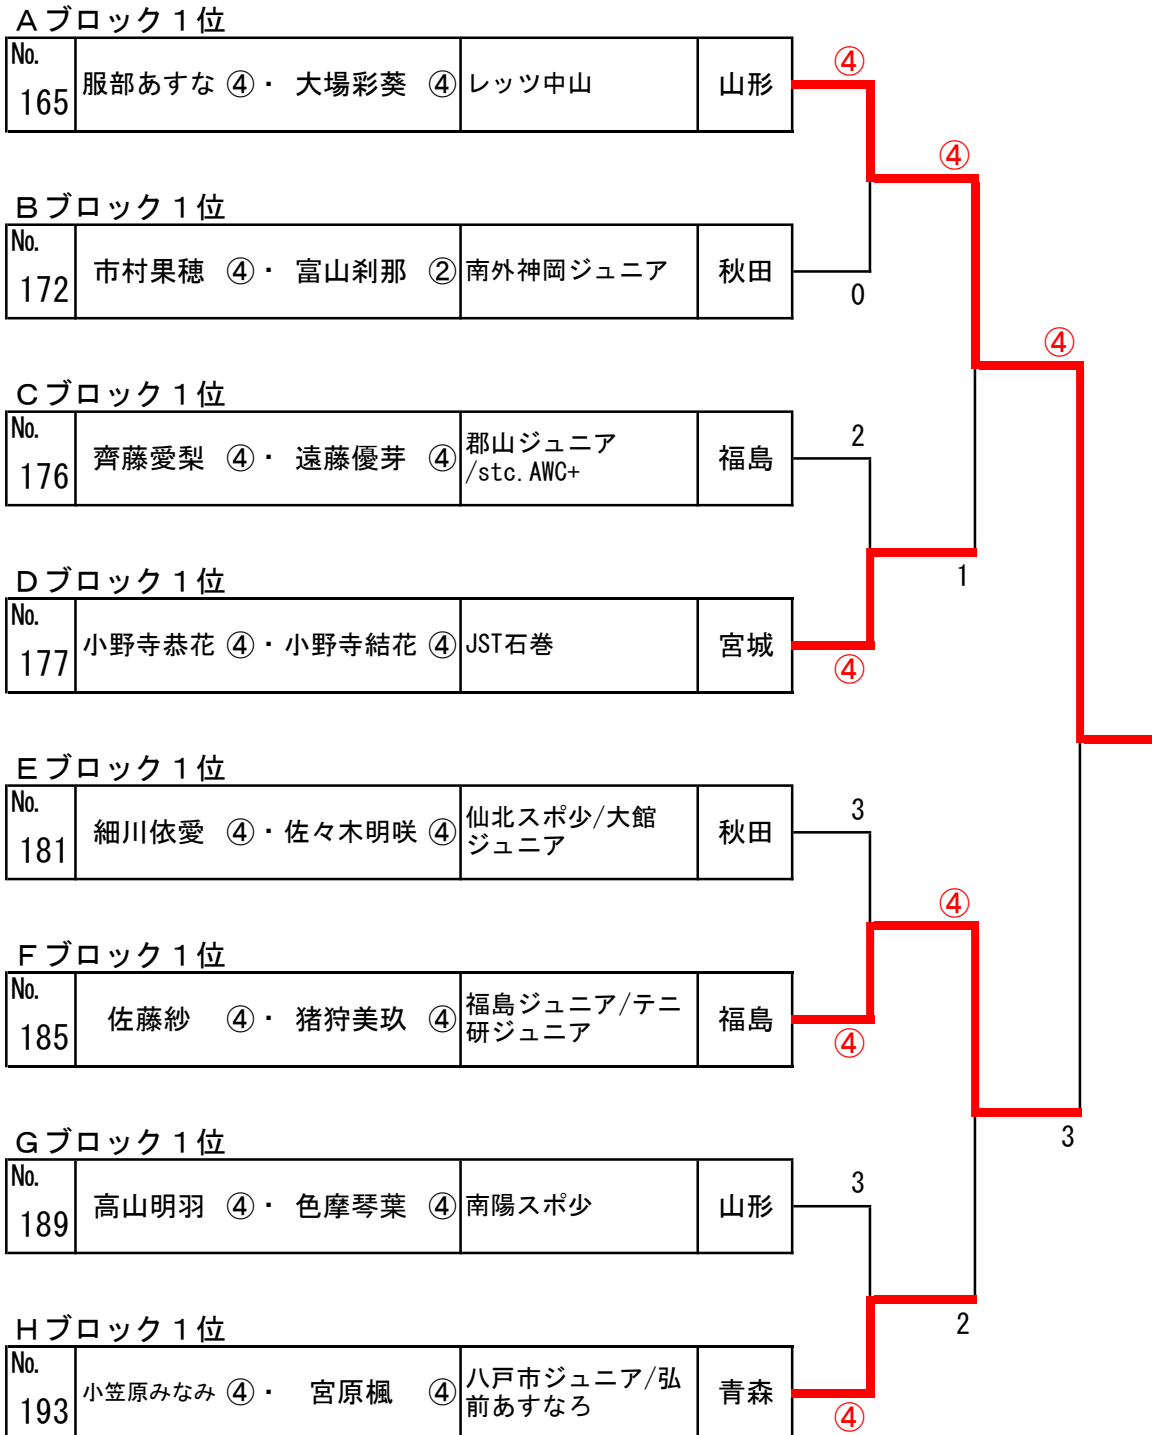 Aブロック1位
No.
165
服部あすな ④・ 大場彩葵 ④
レッツ中山
山形
④
④
Bブロック1位
No.
172
市村果穂 ④・ 富山刹那 ②
南外神岡ジュニア
秋田
0
④
Cブロック1位
No.
176
齊藤愛梨 ④・ 遠藤優芽 ④
郡山ジュニア
/stc.AWC+
福島
2
1
Dブロック1位
No.
177
小野寺恭花 ④・小野寺結花 ④
JST石巻
宮城
④
Eブロック1位
No.
181
細川依愛 ④・佐々木明咲 ④
仙北スポ少/大館
ジュニア
秋田
3
④
Fブロック1位
No.
185
佐藤紗 ④・ 猪狩美玖 ④
福島ジュニア/テニ
研ジュニア
福島
④
3
Gブロック1位
No.
189
高山明羽 ④・ 色摩琴葉 ④
南陽スポ少
山形
3
2
Hブロック1位
No.
193
小笠原みなみ ④・ 宮原楓 ④
八戸市ジュニア/弘
前あすなろ
青森
④